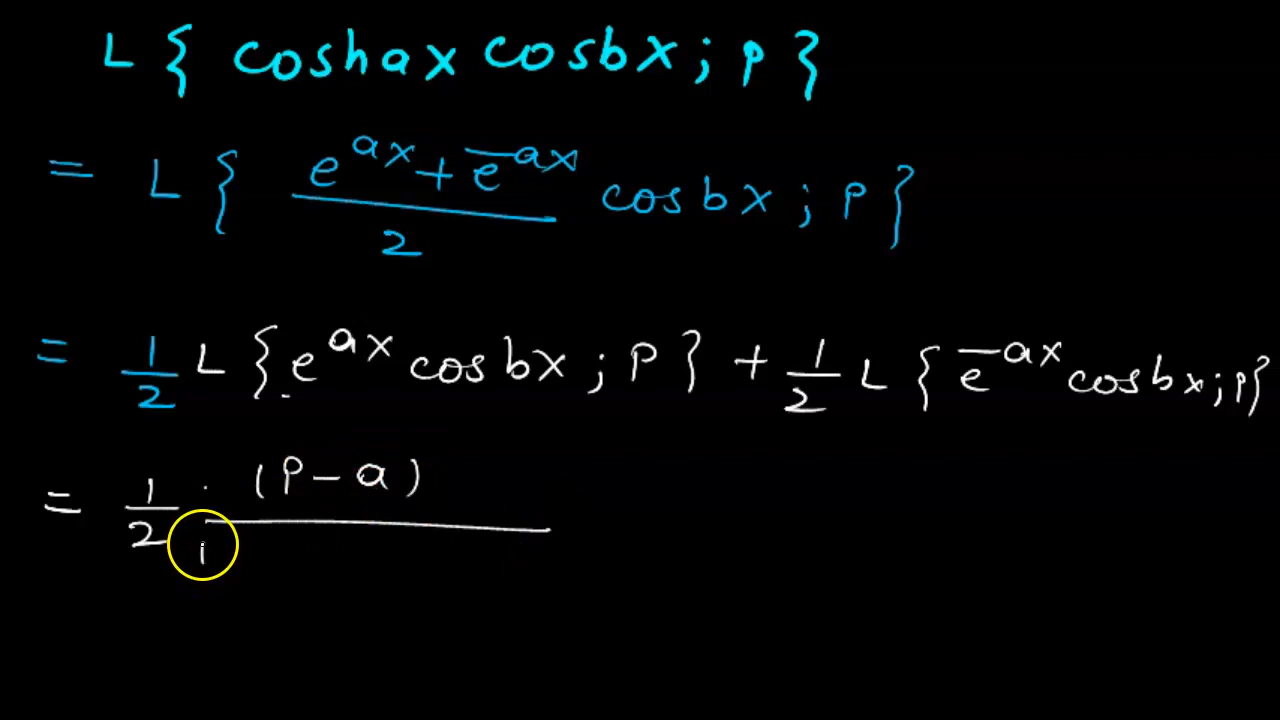 L { coshax cosbx ; p }
= L { (e^ax + e^-ax)/2 cosbx ; p }
= 1/2 L { e^ax cosbx ; p } + 1/2 L { e^-ax cosbx ; p }
= 1/2 · (p - a)/